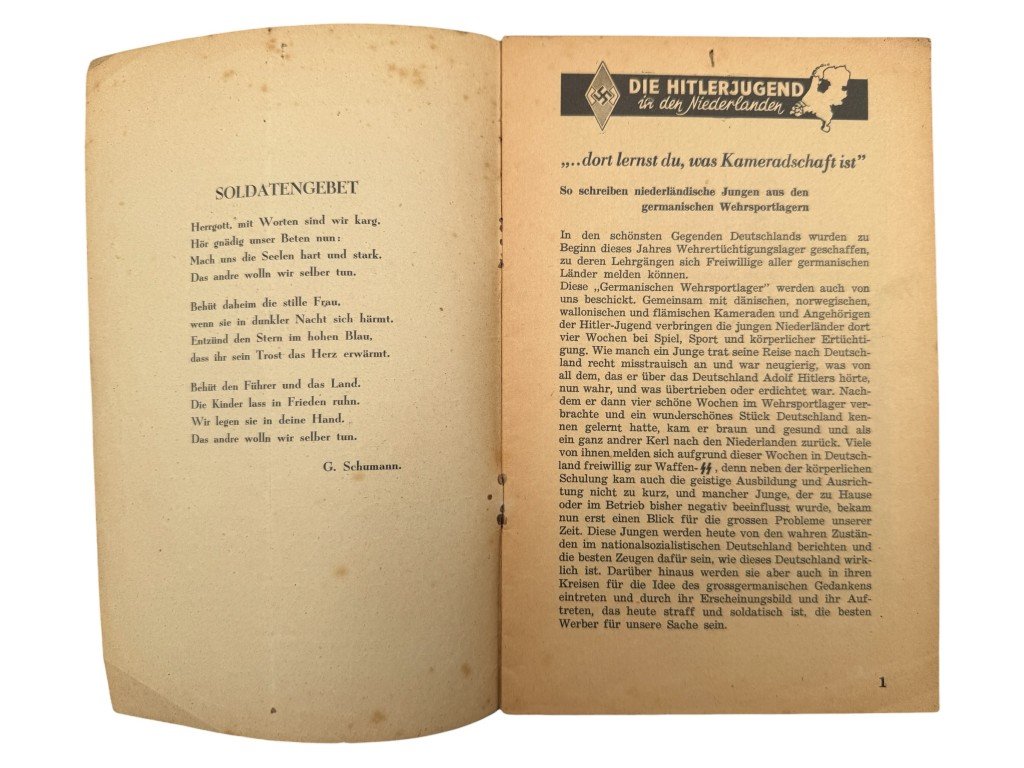 SOLDATENGEBET
Herrgott, mit Worten sind wir karg.
Hör gnädig unser Beten nun:
Mach uns die Seelen hart und stark.
Das andre wolln wir selber tun.
Behüt daheim die stille Frau,
wenn sie in dunkler Nacht sich härmt.
Entzünd den Stern im hohen Blau,
dass ihr sein Trost das Herz erwärmt.
Behüt den Führer und das Land.
Die Kinder lass in Frieden ruhn.
Wir legen sie in deine Hand.
Das andre wolln wir selber tun.
G. Schumann.
DIE HITLERJUGEND
in den Niederlanden
„..dort lernst du, was Kameradschaft ist"
So schreiben niederländische Jungen aus den
germanischen Wehrsportlagern
In den schönsten Gegenden Deutschlands wurden zu
Beginn dieses Jahres Wehrertüchtigungslager geschaffen,
zu deren Lehrgängen sich Freiwillige aller germanischen
Länder melden können.
Diese „Germanischen Wehrsportlager" werden auch von
uns beschickt. Gemeinsam mit dänischen, norwegischen,
wallonischen und flämischen Kameraden und Angehörigen
der Hitler-Jugend verbringen die jungen Niederländer dort
vier Wochen bei Spiel, Sport und körperlicher Ertüchti-
gung. Wie manch ein Junge trat seine Reise nach Deutsch-
land recht misstrauisch an und war neugierig, was von
all dem, das er über das Deutschland Adolf Hitlers hörte,
nun wahr, und was übertrieben oder erdichtet war. Nach-
dem er dann vier schöne Wochen im Wehrsportlager ver-
brachte und ein wunderschönes Stück Deutschland ken-
nen gelernt hatte, kam er braun und gesund und als
ein ganz andrer Kerl nach den Niederlanden zurück. Viele
von ihnen melden sich aufgrund dieser Wochen in Deutsch-
land freiwillig zur Waffen-SS, denn neben der körperlichen
Schulung kam auch die geistige Ausbildung und Ausrich-
tung nicht zu kurz, und mancher Junge, der zu Hause
oder im Betrieb bisher negativ beeinflusst wurde, bekam
nun erst einen Blick für die grossen Probleme unserer
Zeit. Diese Jungen werden heute von den wahren Zustän-
den im nationalsozialistischen Deutschland berichten und
die besten Zeugen dafür sein, wie dieses Deutschland wirk-
lich ist. Darüber hinaus werden sie aber auch in ihren
Kreisen für die Idee des grossgermanischen Gedankens
eintreten und durch ihr Erscheinungsbild und ihr Auf-
treten, das heute straff und soldatisch ist, die besten
Werber für unsere Sache sein.
1